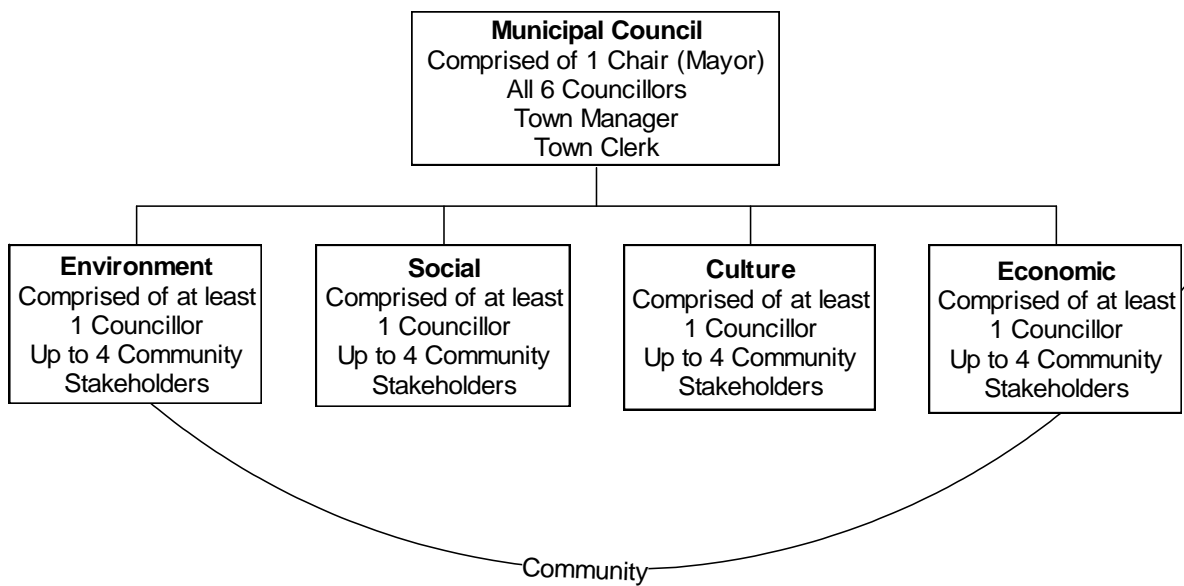 Municipal Council
Comprised of 1 Chair (Mayor)
All 6 Councillors
Town Manager
Town Clerk
Environment
Comprised of at least
1 Councillor
Up to 4 Community
Stakeholders
Social
Comprised of at least
1 Councillor
Up to 4 Community
Stakeholders
Culture
Comprised of at least
1 Councillor
Up to 4 Community
Stakeholders
Economic
Comprised of at least
1 Councillor
Up to 4 Community
Stakeholders
Community